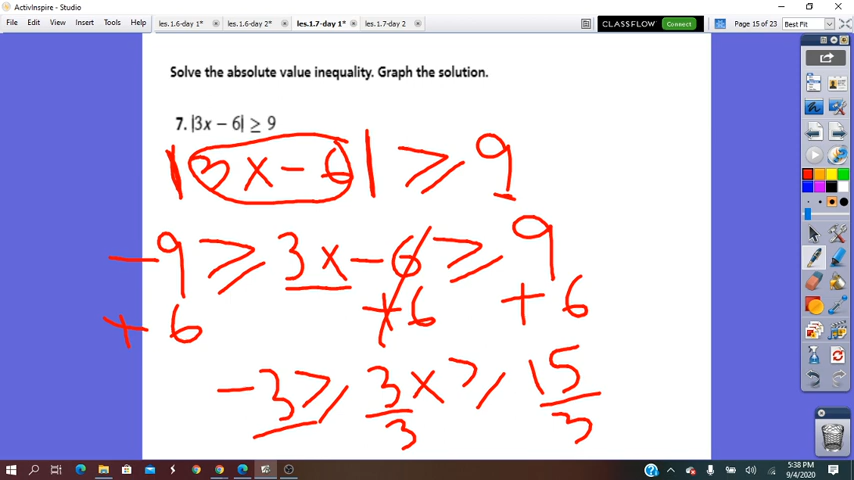 ActivInspire - Studio
File Edit View Insert Tools Help
les.1.6-day 1* les.1.6-day 2* les.1.7-day 1* les.1.7-day 2
CLASSFLOW Connect
Page 15 of 23
Best Fit
Solve the absolute value inequality. Graph the solution.
7. |3x − 6| ≥ 9
|3x − 6| ≥ 9
−9 ≥ 3x − 6 ≥ 9
+ 6 + 6 + 6
−3 ≥ 3x ≥ 15
3 3
5:38 PM
9/4/2020